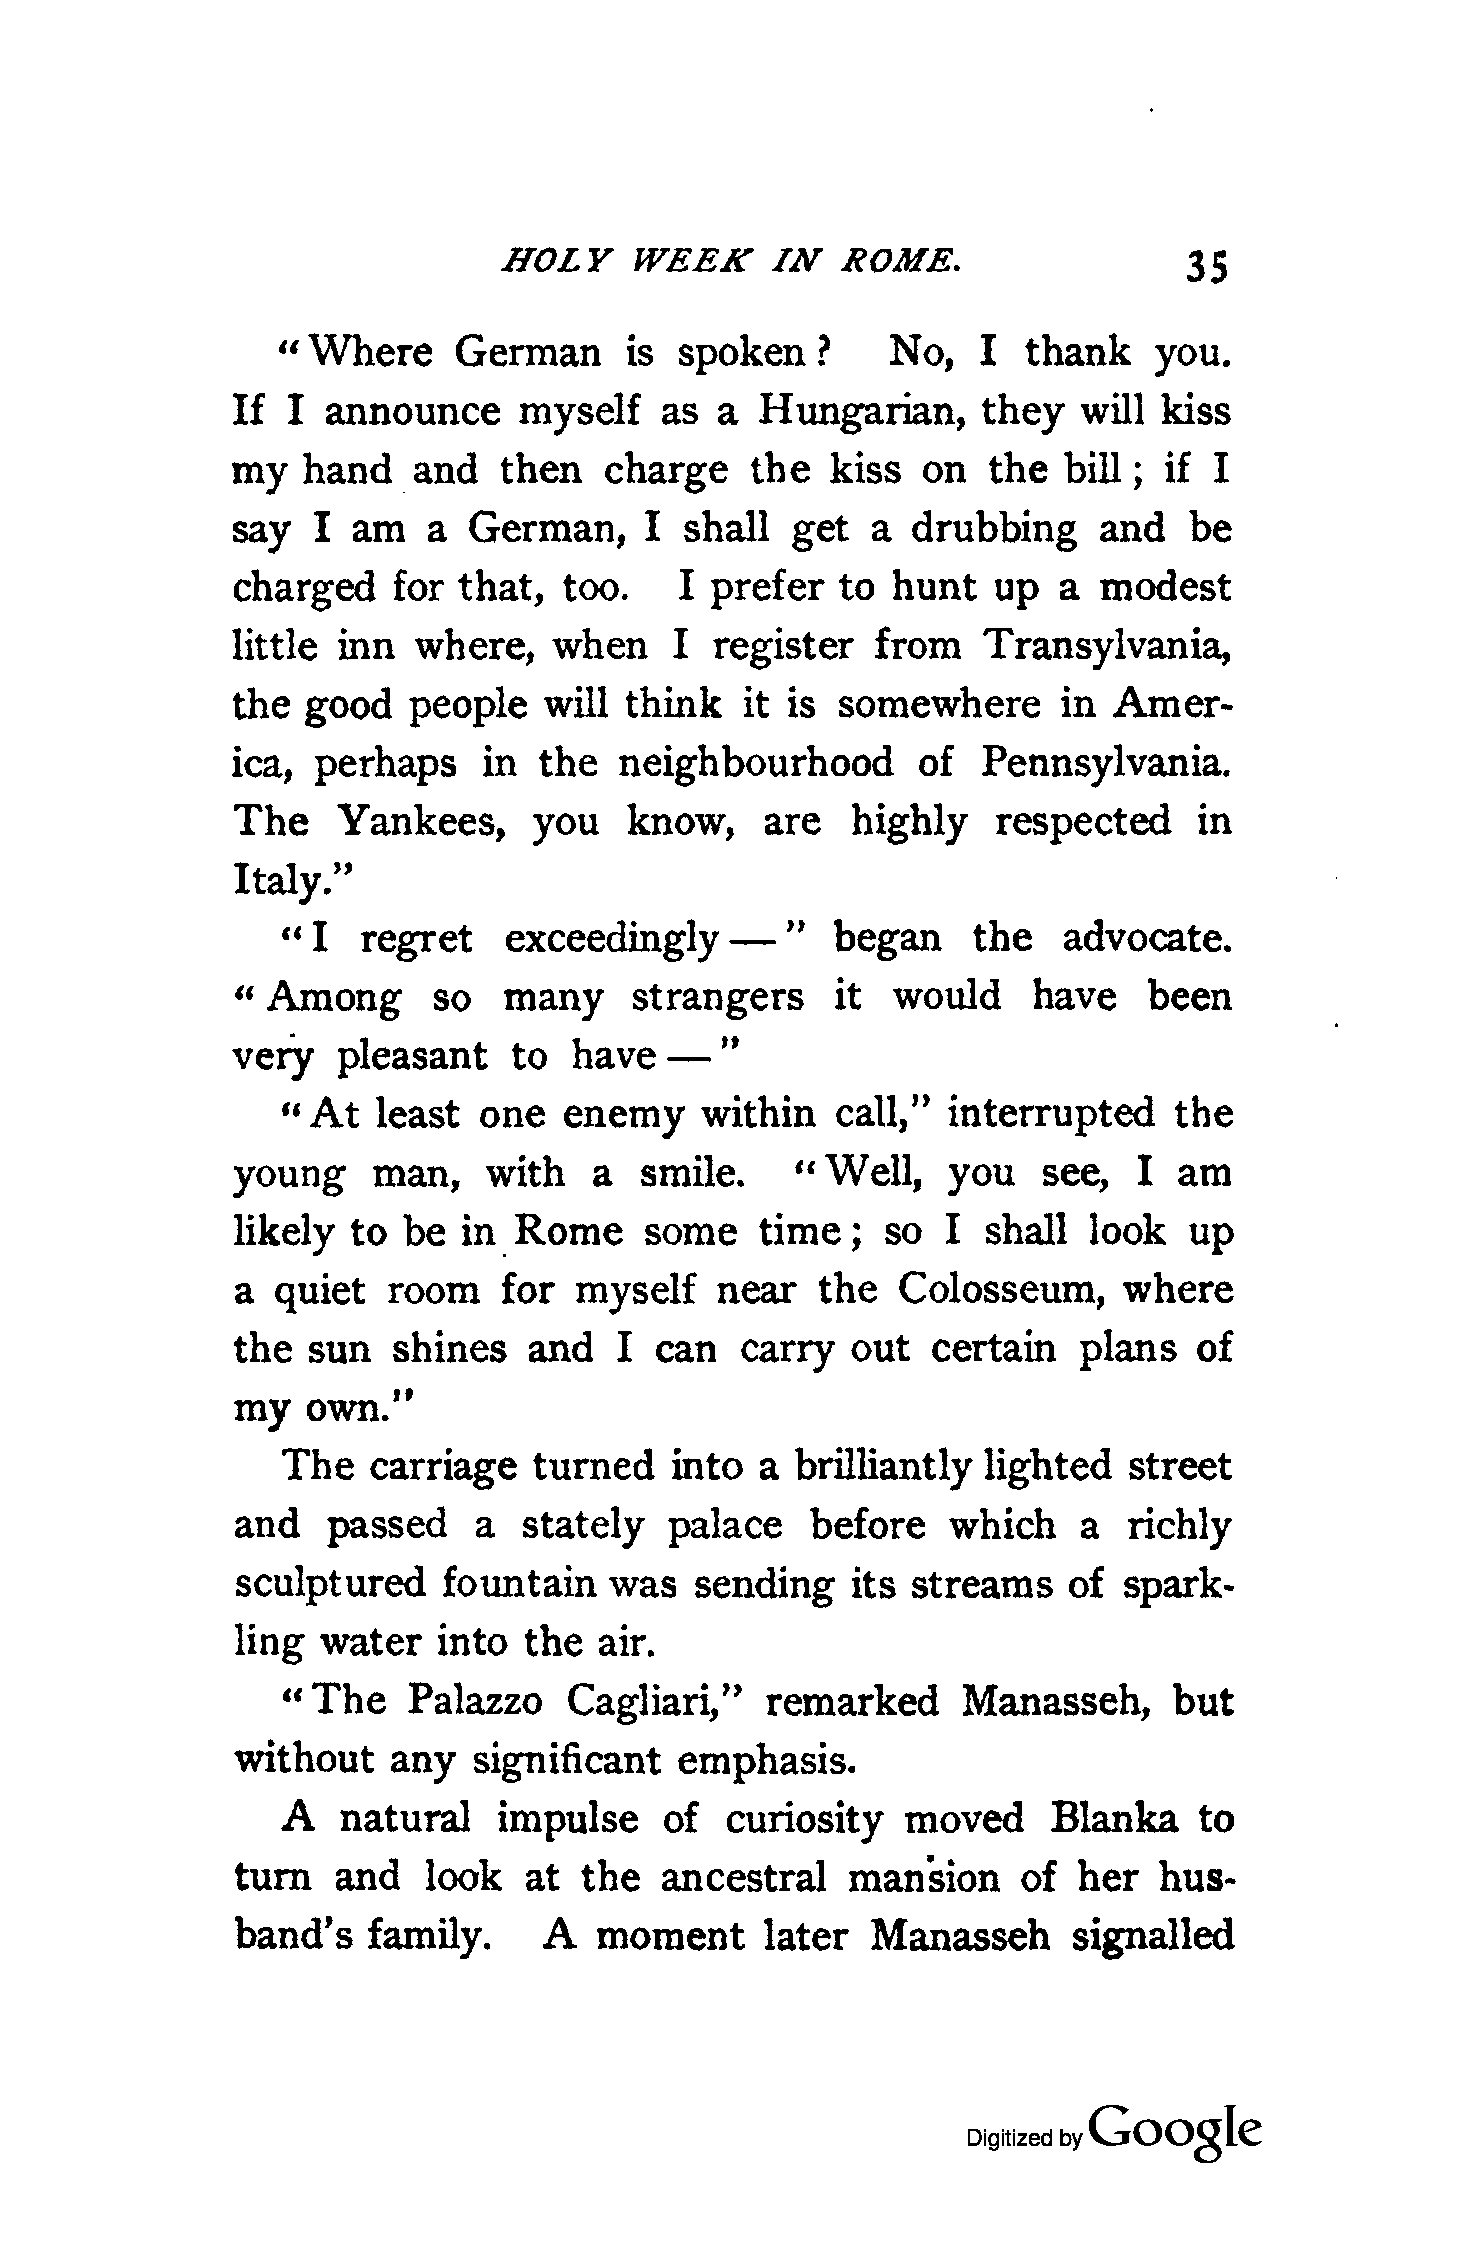 HOLY WEEK IN ROME. 35
“Where German is spoken? No, I thank you.
If I announce myself as a Hungarian, they will kiss
my hand and then charge the kiss on the bill; if I
say I am a German, I shall get a drubbing and be
charged for that, too. I prefer to hunt up a modest
little inn where, when I register from Transylvania,
the good people will think it is somewhere in Amer-
ica, perhaps in the neighbourhood of Pennsylvania.
The Yankees, you know, are highly respected in
Italy.”
“I regret exceedingly—” began the advocate.
“Among so many strangers it would have been
very pleasant to have—”
“At least one enemy within call,” interrupted the
young man, with a smile. “Well, you see, I am
likely to be in Rome some time; so I shall look up
a quiet room for myself near the Colosseum, where
the sun shines and I can carry out certain plans of
my own.”
The carriage turned into a brilliantly lighted street
and passed a stately palace before which a richly
sculptured fountain was sending its streams of spark-
ling water into the air.
“The Palazzo Cagliari,” remarked Manasseh, but
without any significant emphasis.
A natural impulse of curiosity moved Blanka to
turn and look at the ancestral mansion of her hus-
band’s family. A moment later Manasseh signalled
Digitized by Google